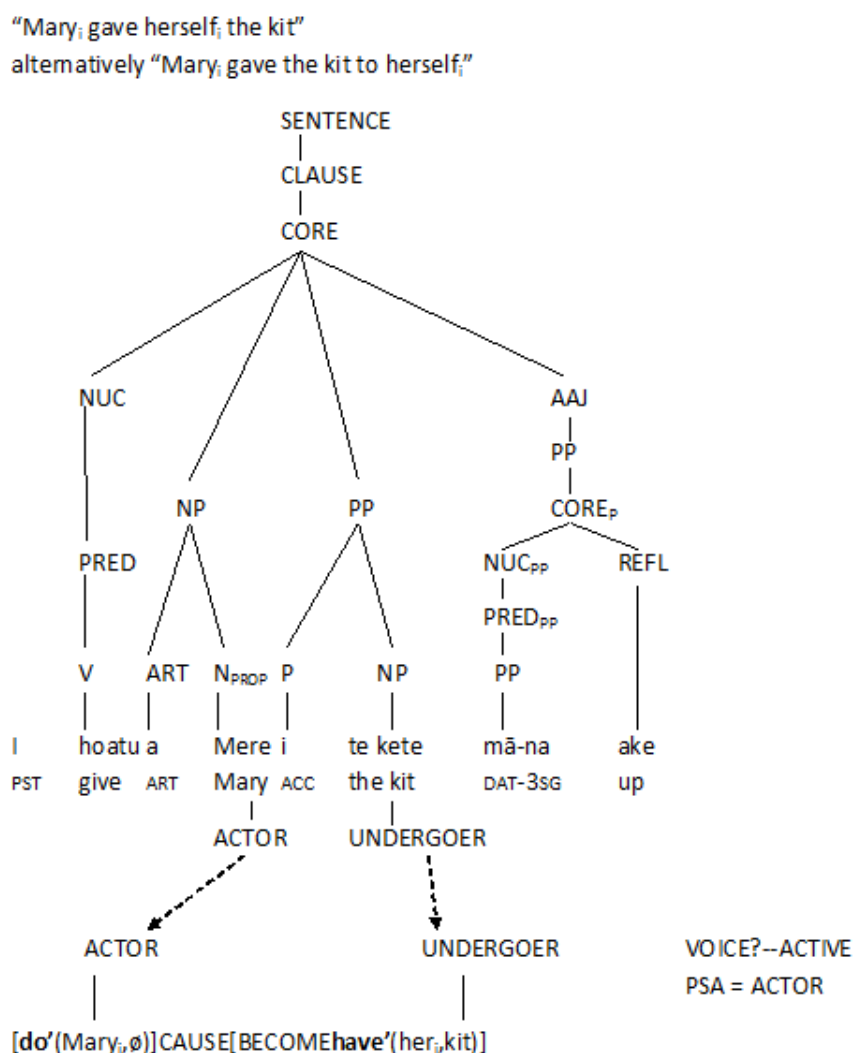 "Maryᵢ gave herselfᵢ the kit"
alternatively "Maryᵢ gave the kit to herselfᵢ"
SENTENCE
CLAUSE
CORE
NUC AAJ
PP
NP PP COREₚ
PRED NUCPP REFL
PREDPP
V ART NPROP P NP PP
I hoatu a Mere i te kete mā-na ake
PST give ART Mary ACC the kit DAT-3SG up
ACTOR UNDERGOER
ACTOR UNDERGOER VOICE?--ACTIVE
PSA = ACTOR
[do'(Maryᵢ,ø)]CAUSE[BECOMEhave'(herᵢ,kit)]